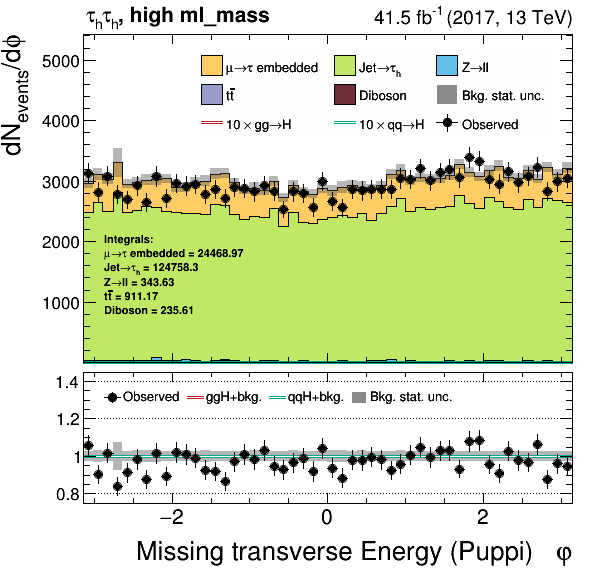 τhτh, high ml_mass 41.5 fb-1 (2017, 13 TeV)
dNevents/dϕ
5000
4000
3000
2000
1000
μ→τ embedded Jet→τh Z→ll
tt̅ Diboson Bkg. stat. unc.
10 × gg→H 10 × qq→H Observed
Integrals:
μ→τ embedded = 24468.97
Jet→τh = 124758.3
Z→ll = 343.63
tt̅ = 911.17
Diboson = 235.61
1.4
1.2
1
0.8
Observed ggH+bkg. qqH+bkg. Bkg. stat. unc.
−2 0 2
Missing transverse Energy (Puppi) φ